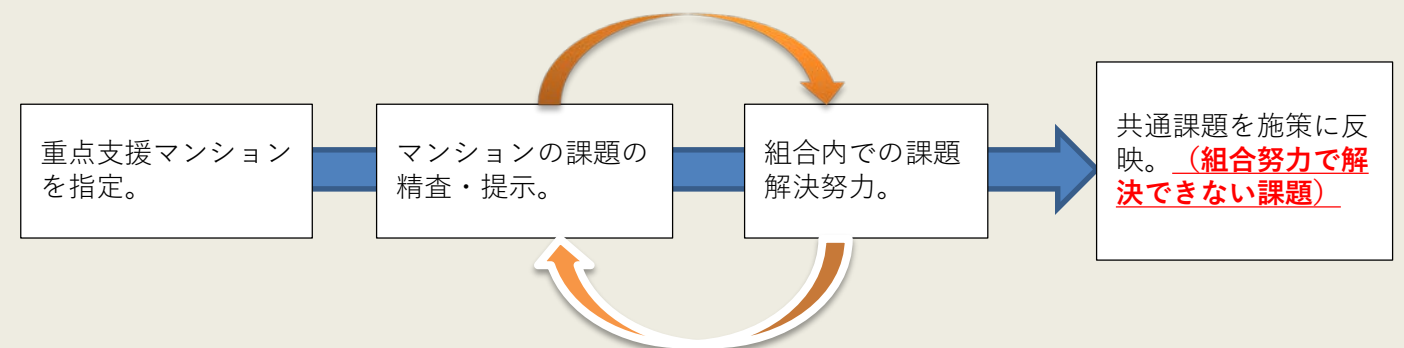 重点支援マンション
を指定。
マンションの課題の
精査・提示。
組合内での課題
解決努力。
共通課題を施策に反
映。（組合努力で解
決できない課題）